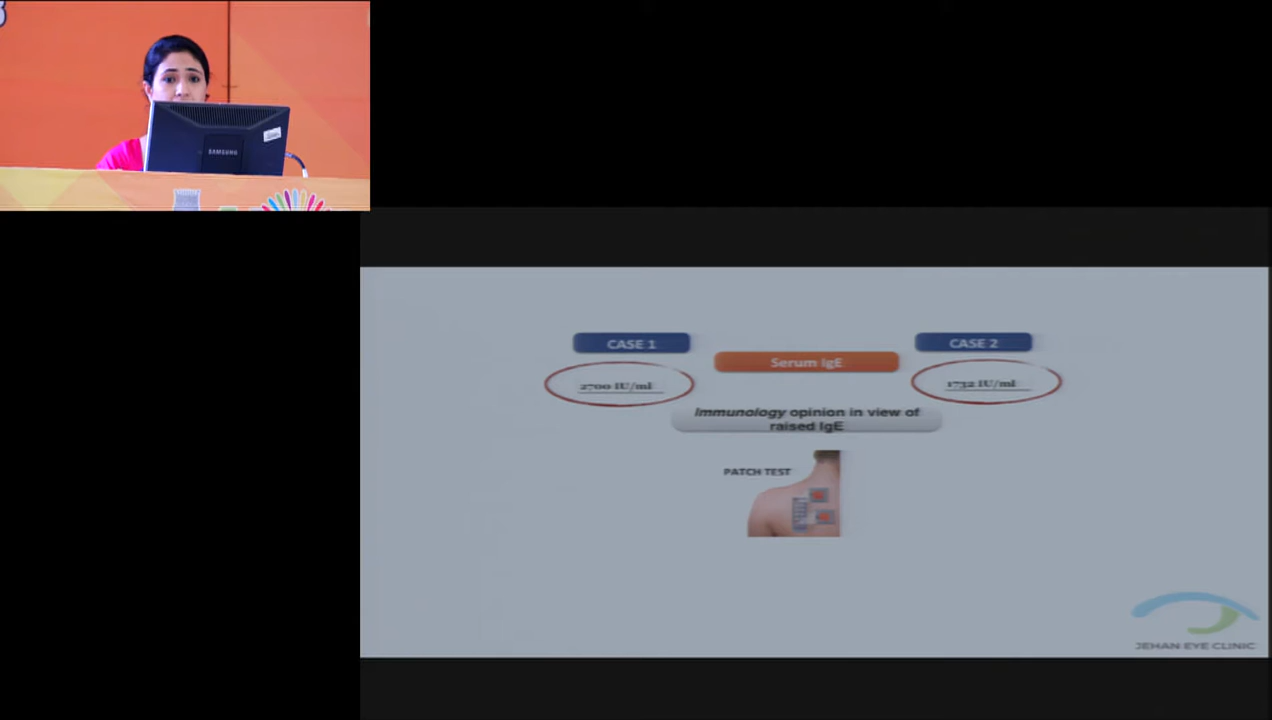 SAMSUNG
CASE 1
CASE 2
Serum IgE
2700 IU/ml
1732 IU/ml
Immunology opinion in view of
raised IgE
PATCH TEST
JEHAN EYE CLINIC